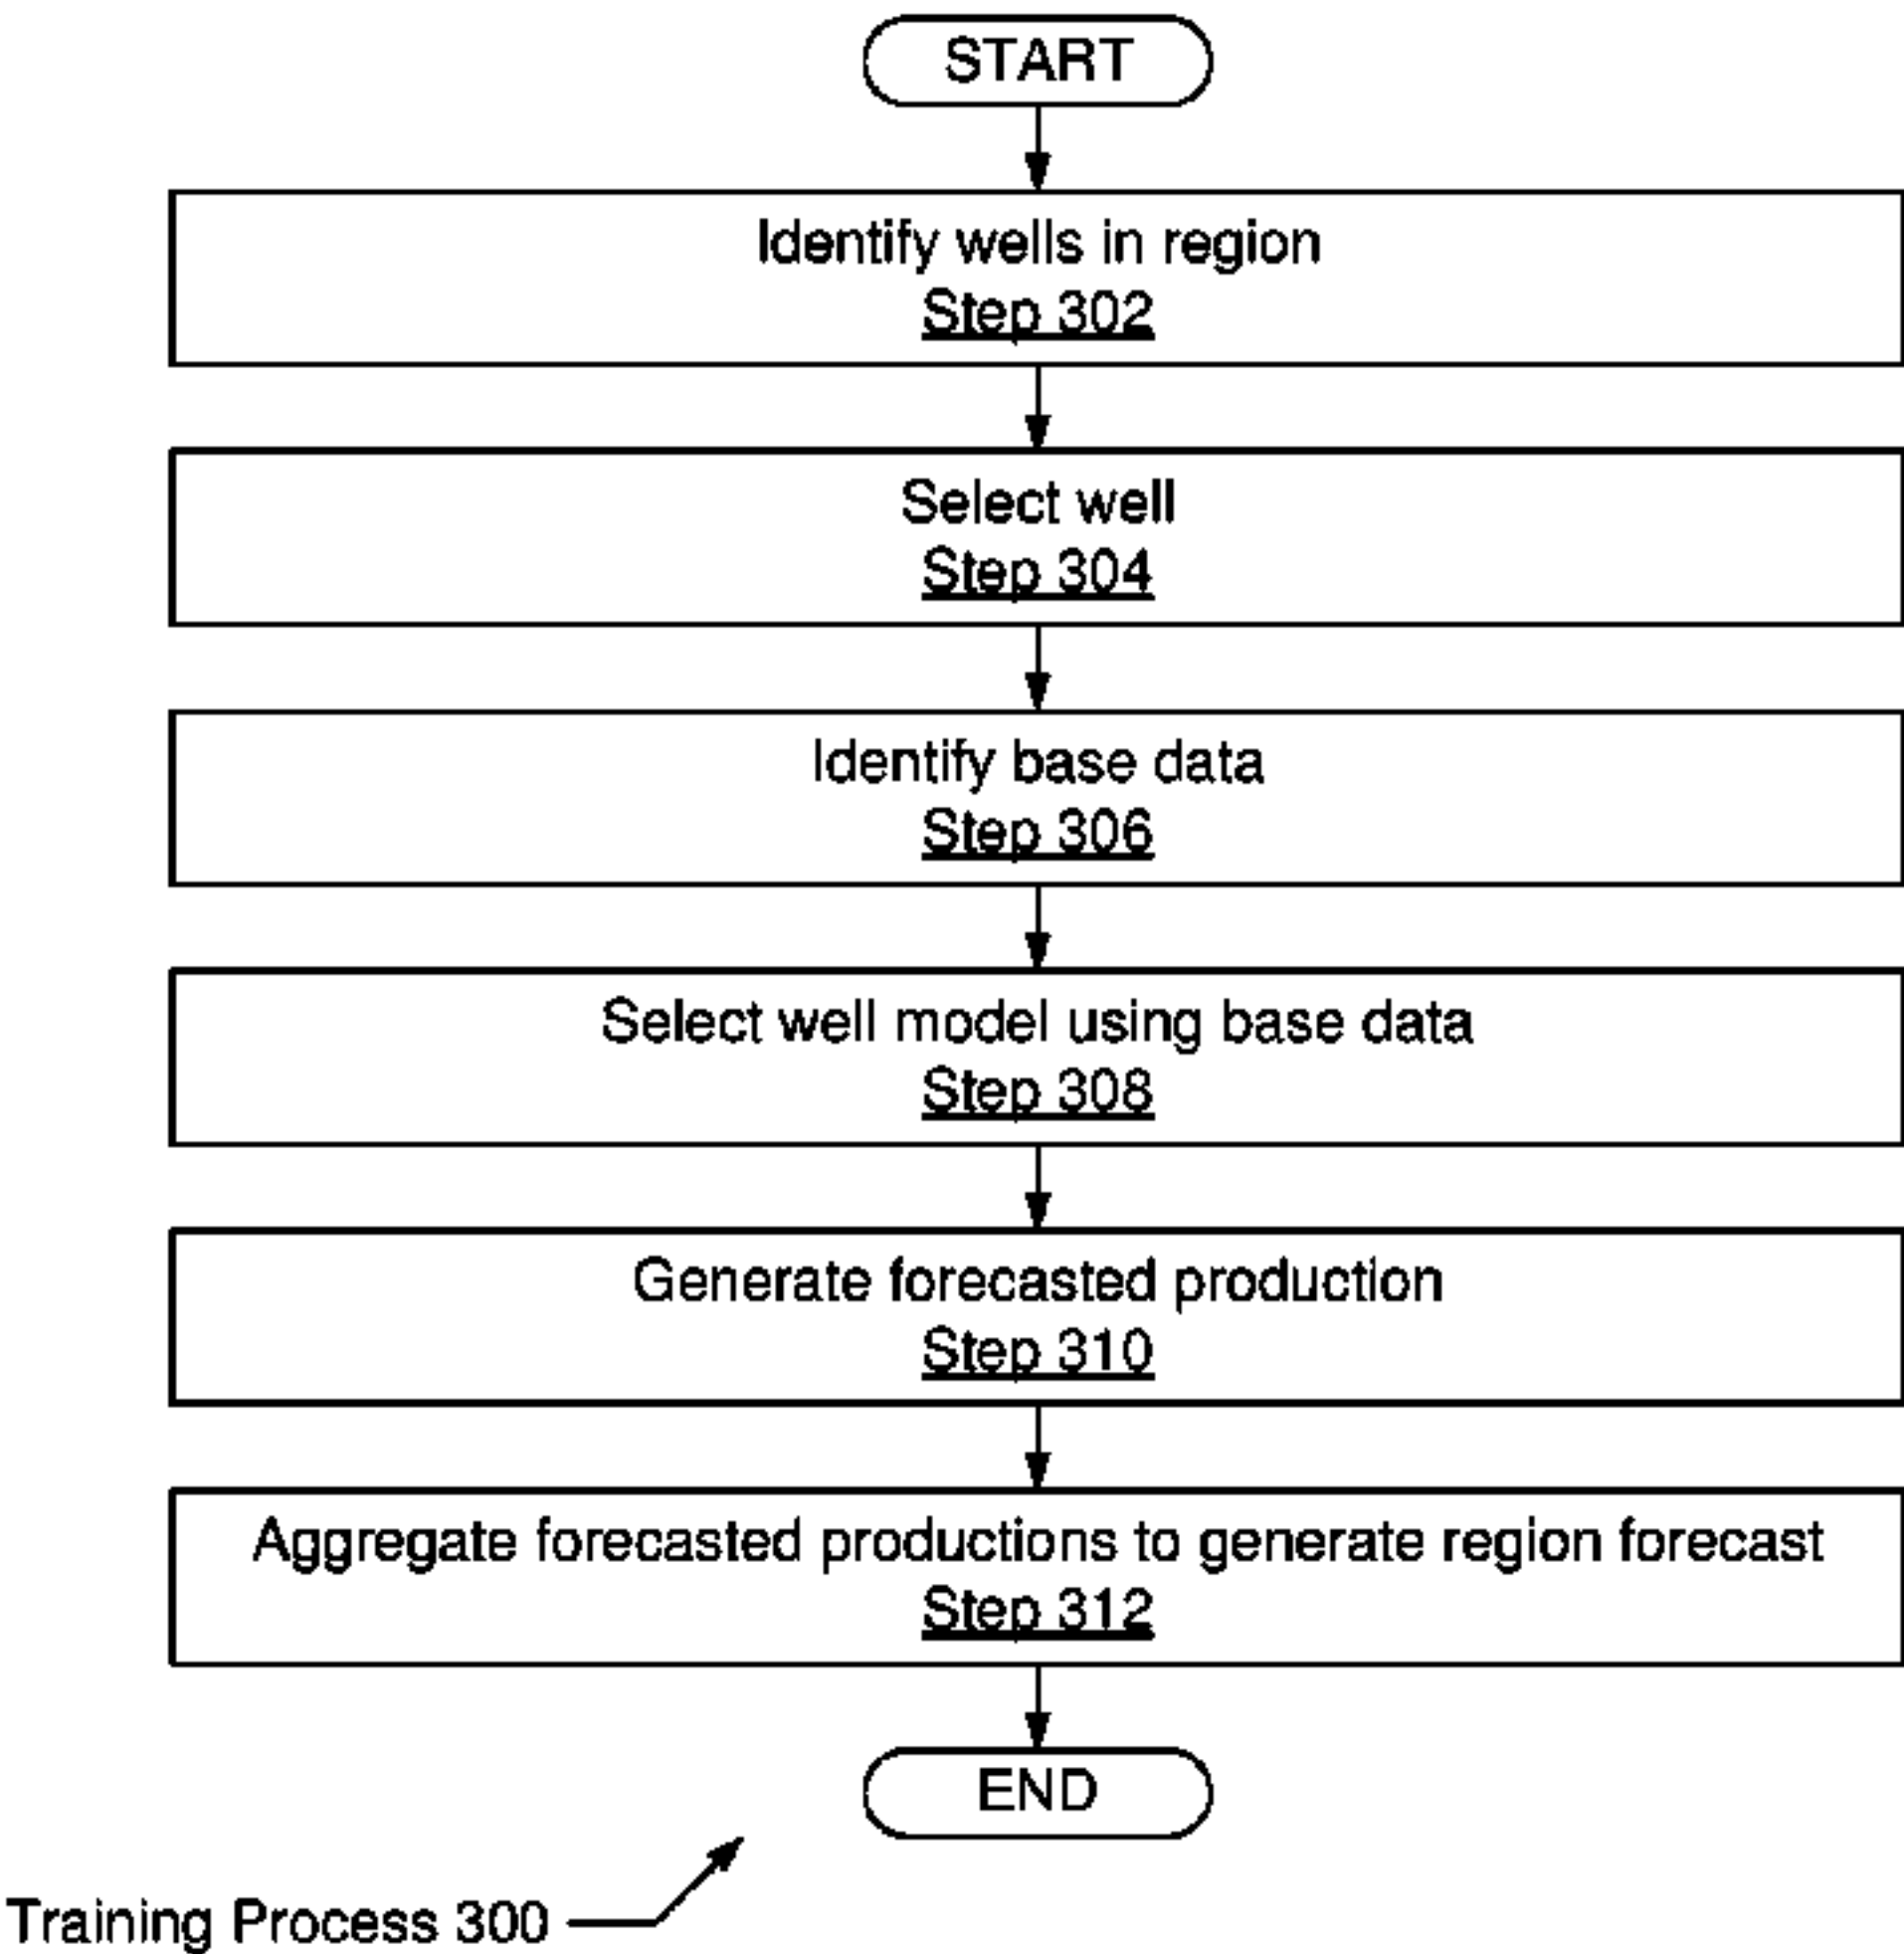 START
Identify wells in region
Step 302
Select well
Step 304
Identify base data
Step 306
Select well model using base data
Step 308
Generate forecasted production
Step 310
Aggregate forecasted productions to generate region forecast
Step 312
END
Training Process 300